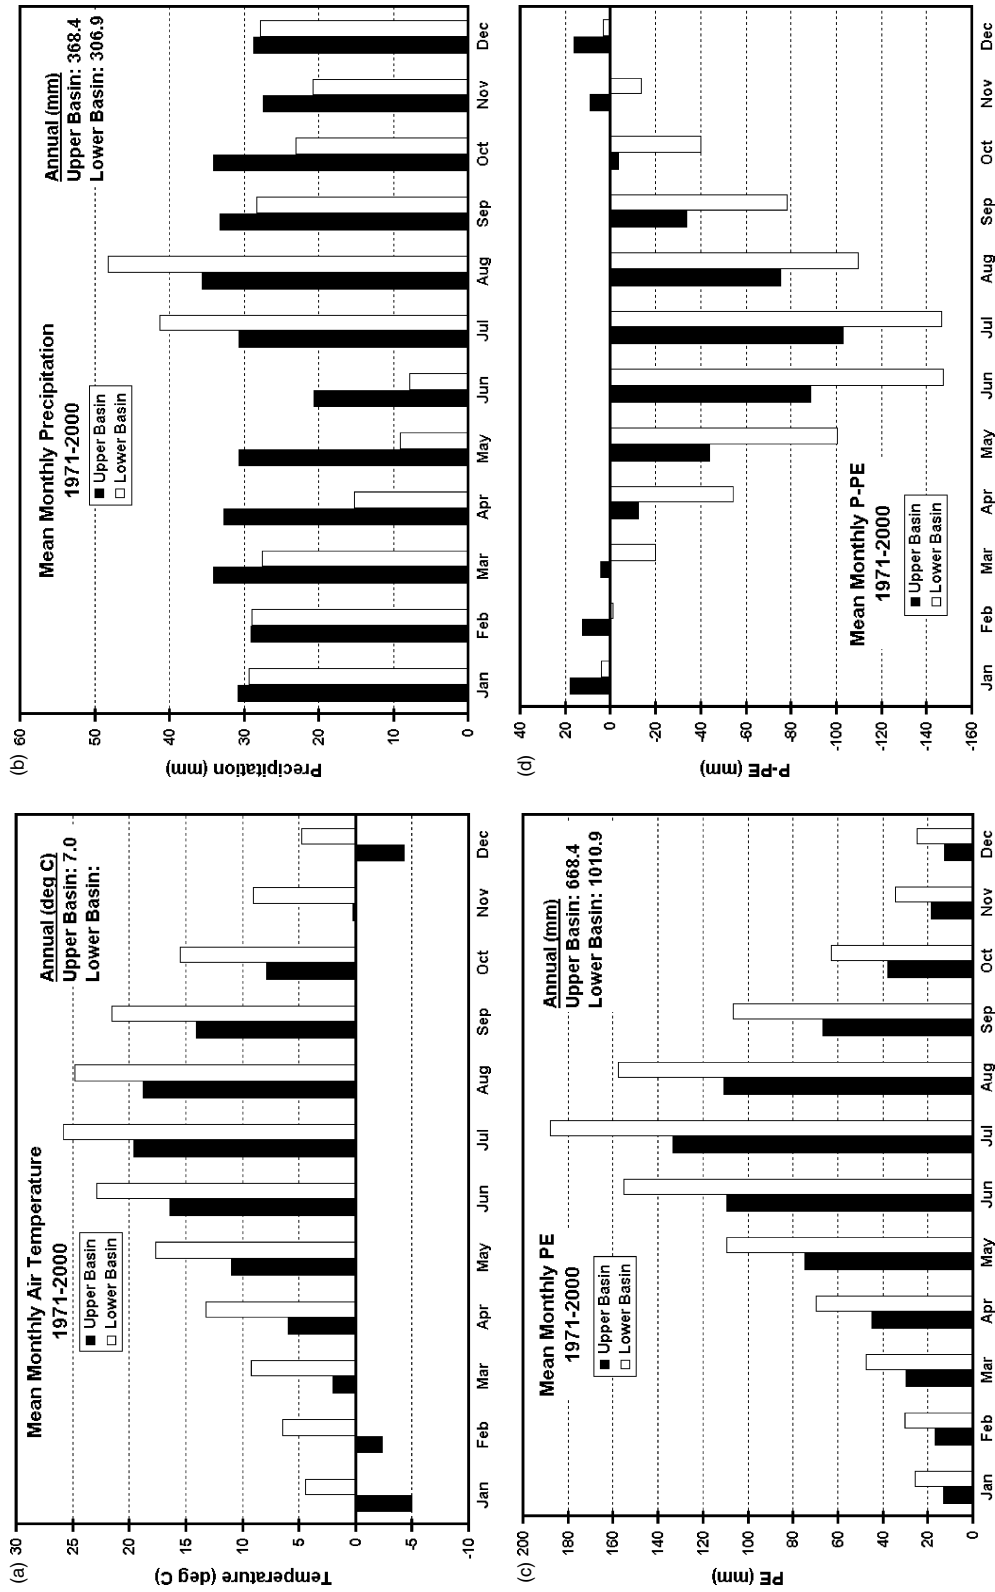 (a)
Mean Monthly Air Temperature
1971-2000
Upper Basin
Lower Basin
Annual (deg C)
Upper Basin: 7.0
Lower Basin:
Temperature (deg C)
30
25
20
15
10
5
0
-5
-10
Jan Feb Mar Apr May Jun Jul Aug Sep Oct Nov Dec
(b)
Mean Monthly Precipitation
1971-2000
Upper Basin
Lower Basin
Annual (mm)
Upper Basin: 368.4
Lower Basin: 306.9
Precipitation (mm)
60
50
40
30
20
10
0
Jan Feb Mar Apr May Jun Jul Aug Sep Oct Nov Dec
(c)
Mean Monthly PE
1971-2000
Upper Basin
Lower Basin
Annual (mm)
Upper Basin: 668.4
Lower Basin: 1010.9
PE (mm)
200
180
160
140
120
100
80
60
40
20
0
Jan Feb Mar Apr May Jun Jul Aug Sep Oct Nov Dec
(d)
Mean Monthly P-PE
1971-2000
Upper Basin
Lower Basin
P-PE (mm)
40
20
0
-20
-40
-60
-80
-100
-120
-140
-160
Jan Feb Mar Apr May Jun Jul Aug Sep Oct Nov Dec